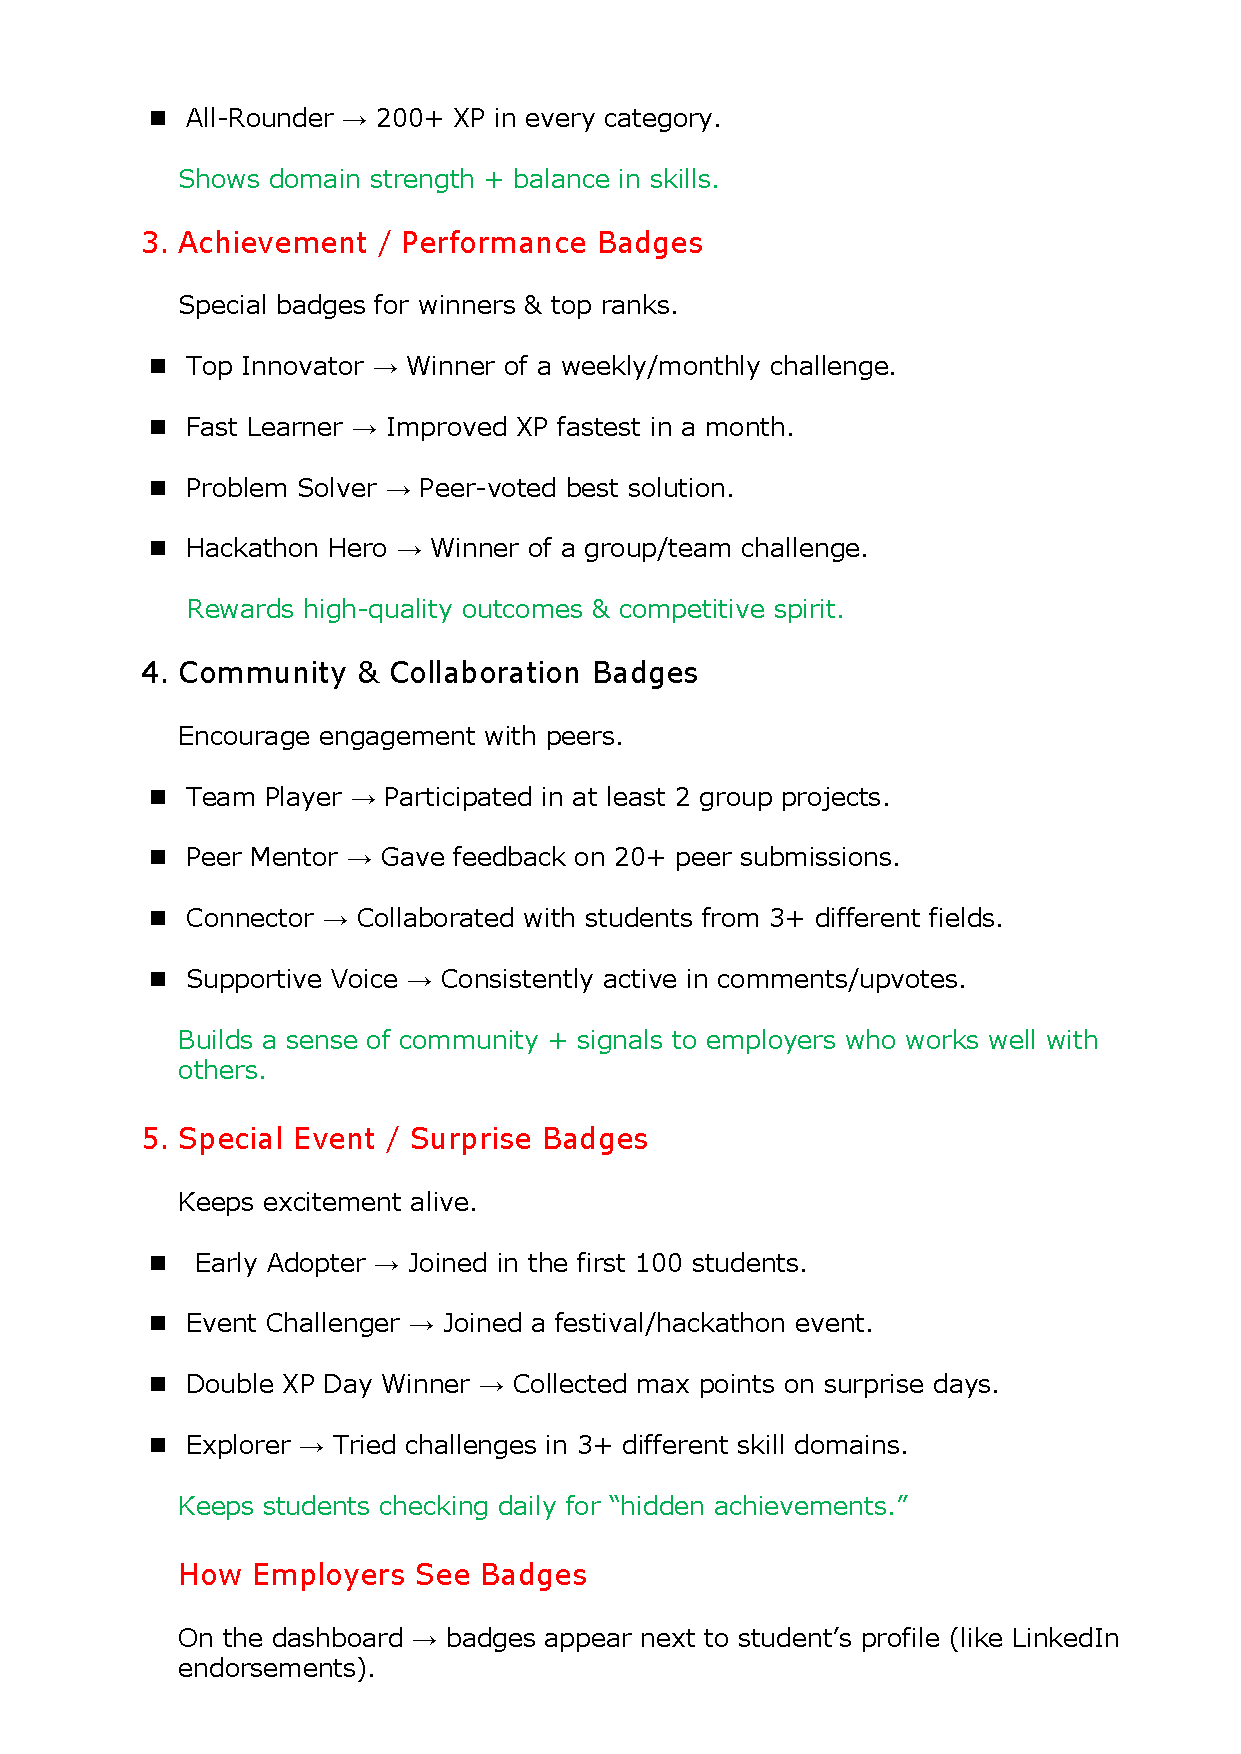 ■ All-Rounder → 200+ XP in every category.
Shows domain strength + balance in skills.
3. Achievement / Performance Badges
Special badges for winners & top ranks.
■ Top Innovator → Winner of a weekly/monthly challenge.
■ Fast Learner → Improved XP fastest in a month.
■ Problem Solver → Peer-voted best solution.
■ Hackathon Hero → Winner of a group/team challenge.
Rewards high-quality outcomes & competitive spirit.
4. Community & Collaboration Badges
Encourage engagement with peers.
■ Team Player → Participated in at least 2 group projects.
■ Peer Mentor → Gave feedback on 20+ peer submissions.
■ Connector → Collaborated with students from 3+ different fields.
■ Supportive Voice → Consistently active in comments/upvotes.
Builds a sense of community + signals to employers who works well with
others.
5. Special Event / Surprise Badges
Keeps excitement alive.
■ Early Adopter → Joined in the first 100 students.
■ Event Challenger → Joined a festival/hackathon event.
■ Double XP Day Winner → Collected max points on surprise days.
■ Explorer → Tried challenges in 3+ different skill domains.
Keeps students checking daily for “hidden achievements.”
How Employers See Badges
On the dashboard → badges appear next to student’s profile (like LinkedIn
endorsements).